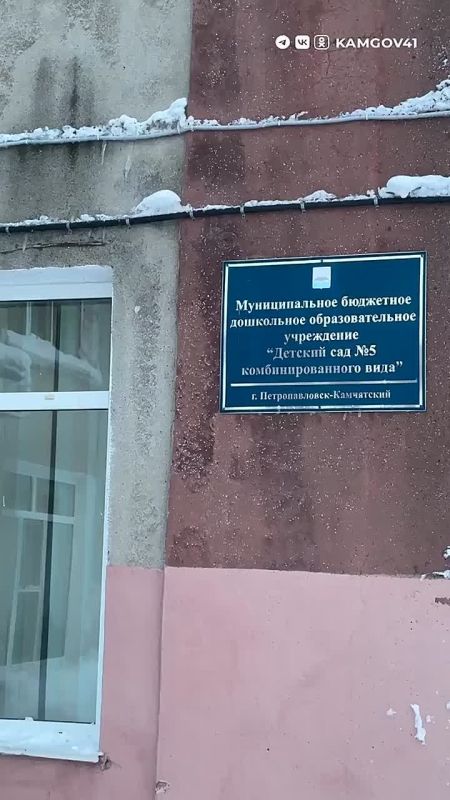 KAMGOV41
Муниципальное бюджетное
дошкольное образовательное
учреждение
“Детский сад №5
комбинированного вида”
г. Петропавловск-Камчатский